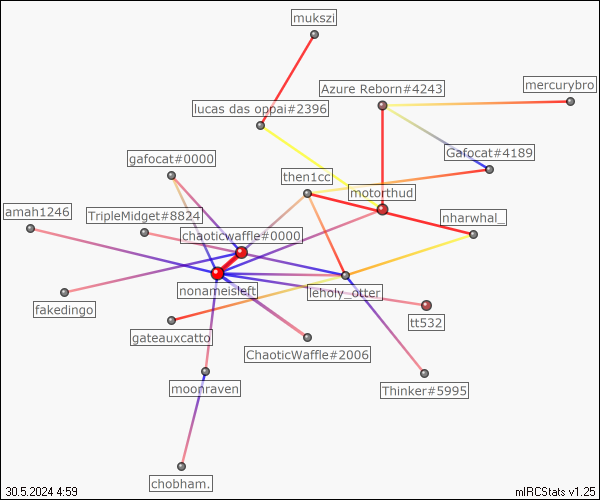 mukszi
mercurybro
Azure Reborn#4243
lucas das oppai#2396
Gafocat#4189
gafocat#0000
then1cc
motorthud
amah1246
TripleMidget#8824
nharwhal_
chaoticwaffle#0000
nonameisleft
leholy_otter
fakedingo
tt532
gateauxcatto
ChaoticWaffle#2006
moonraven
Thinker#5995
chobham.
30.5.2024 4:59
mIRCStats v1.25